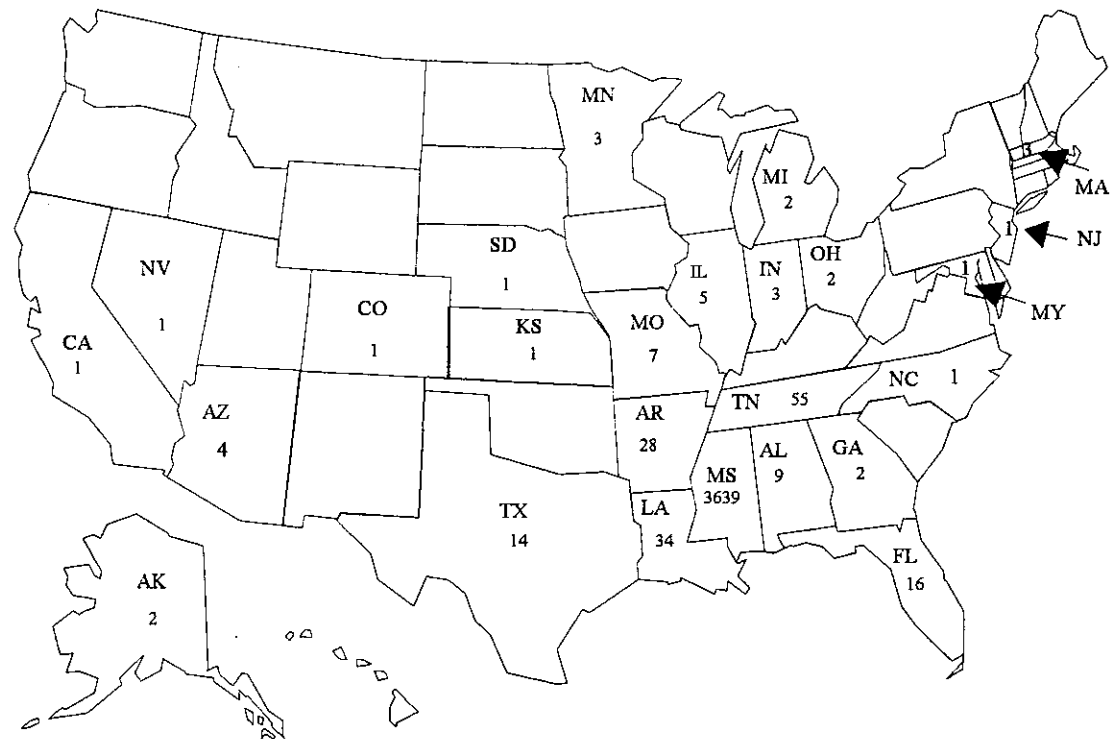 MN
3
3
MA
MI
2
1
NJ
SD
1
NV
1
IL
5
IN
3
OH
2
1
MY
CO
1
KS
1
MO
7
CA
1
NC 1
TN 55
AZ
4
AR
28
MS
3639
AL
9
GA
2
TX
14
LA
34
FL
16
AK
2